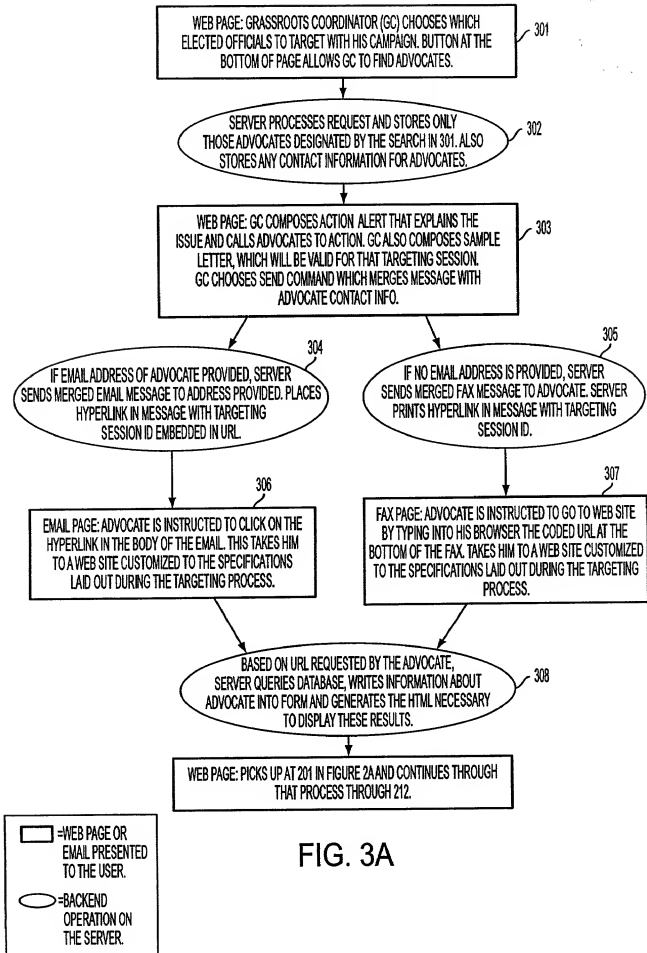 WEB PAGE: GRASSROOTS COORDINATOR (GC) CHOOSES WHICH
ELECTED OFFICIALS TO TARGET WITH HIS CAMPAIGN. BUTTON AT THE
BOTTOM OF PAGE ALLOWS GC TO FIND ADVOCATES.
301
SERVER PROCESSES REQUEST AND STORES ONLY
THOSE ADVOCATES DESIGNATED BY THE SEARCH IN 301. ALSO
STORES ANY CONTACT INFORMATION FOR ADVOCATES.
302
WEB PAGE: GC COMPOSES ACTION ALERT THAT EXPLAINS THE
ISSUE AND CALLS ADVOCATES TO ACTION. GC ALSO COMPOSES SAMPLE
LETTER, WHICH WILL BE VALID FOR THAT TARGETING SESSION.
GC CHOOSES SEND COMMAND WHICH MERGES MESSAGE WITH
ADVOCATE CONTACT INFO.
303
304
IF EMAIL ADDRESS OF ADVOCATE PROVIDED, SERVER
SENDS MERGED EMAIL MESSAGE TO ADDRESS PROVIDED. PLACES
HYPERLINK IN MESSAGE WITH TARGETING
SESSION ID EMBEDDED IN URL.
305
IF NO EMAIL ADDRESS IS PROVIDED, SERVER
SENDS MERGED FAX MESSAGE TO ADVOCATE. SERVER
PRINTS HYPERLINK IN MESSAGE WITH TARGETING
SESSION ID.
306
EMAIL PAGE: ADVOCATE IS INSTRUCTED TO CLICK ON THE
HYPERLINK IN THE BODY OF THE EMAIL. THIS TAKES HIM
TO A WEB SITE CUSTOMIZED TO THE SPECIFICATIONS
LAID OUT DURING THE TARGETING PROCESS.
307
FAX PAGE: ADVOCATE IS INSTRUCTED TO GO TO WEB SITE
BY TYPING INTO HIS BROWSER THE CODED URL AT THE
BOTTOM OF THE FAX. TAKES HIM TO A WEB SITE CUSTOMIZED
TO THE SPECIFICATIONS LAID OUT DURING THE TARGETING
PROCESS.
BASED ON URL REQUESTED BY THE ADVOCATE,
SERVER QUERIES DATABASE, WRITES INFORMATION ABOUT
ADVOCATE INTO FORM AND GENERATES THE HTML NECESSARY
TO DISPLAY THESE RESULTS.
308
WEB PAGE: PICKS UP AT 201 IN FIGURE 2A AND CONTINUES THROUGH
THAT PROCESS THROUGH 212.
=WEB PAGE OR
EMAIL PRESENTED
TO THE USER.
=BACKEND
OPERATION ON
THE SERVER.
FIG. 3A